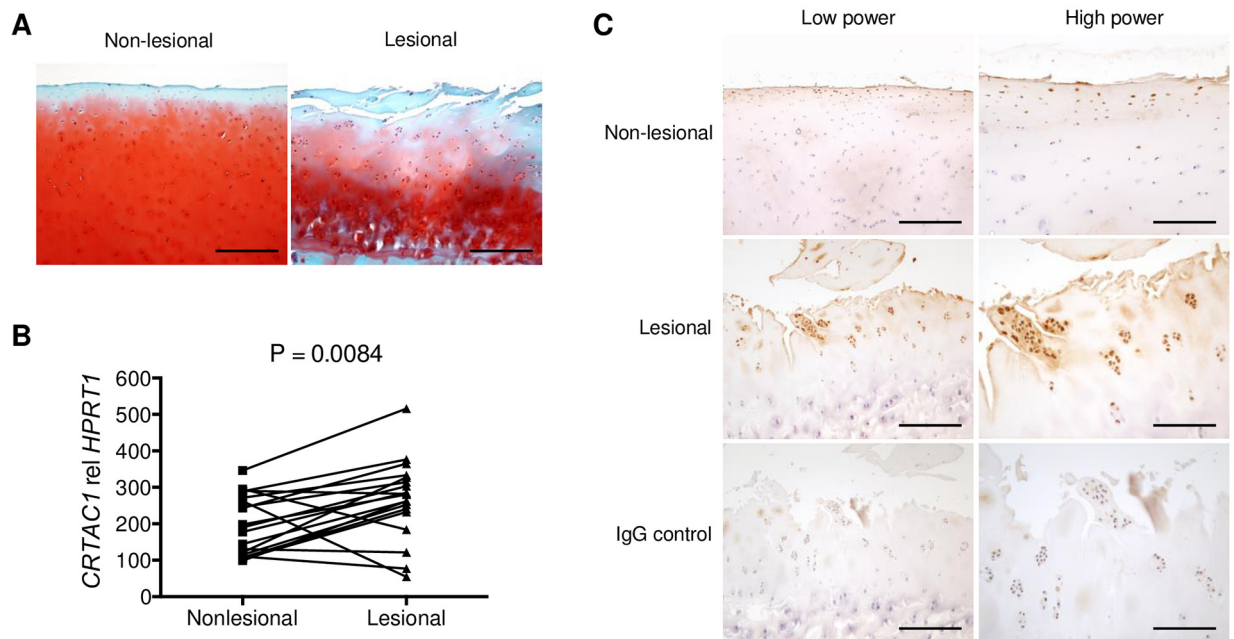 A
Non-lesional Lesional
B
P = 0.0084
CRTAC1 rel HPRT1
600
500
400
300
200
100
0
Nonlesional Lesional
C
Low power High power
Non-lesional
Lesional
IgG control